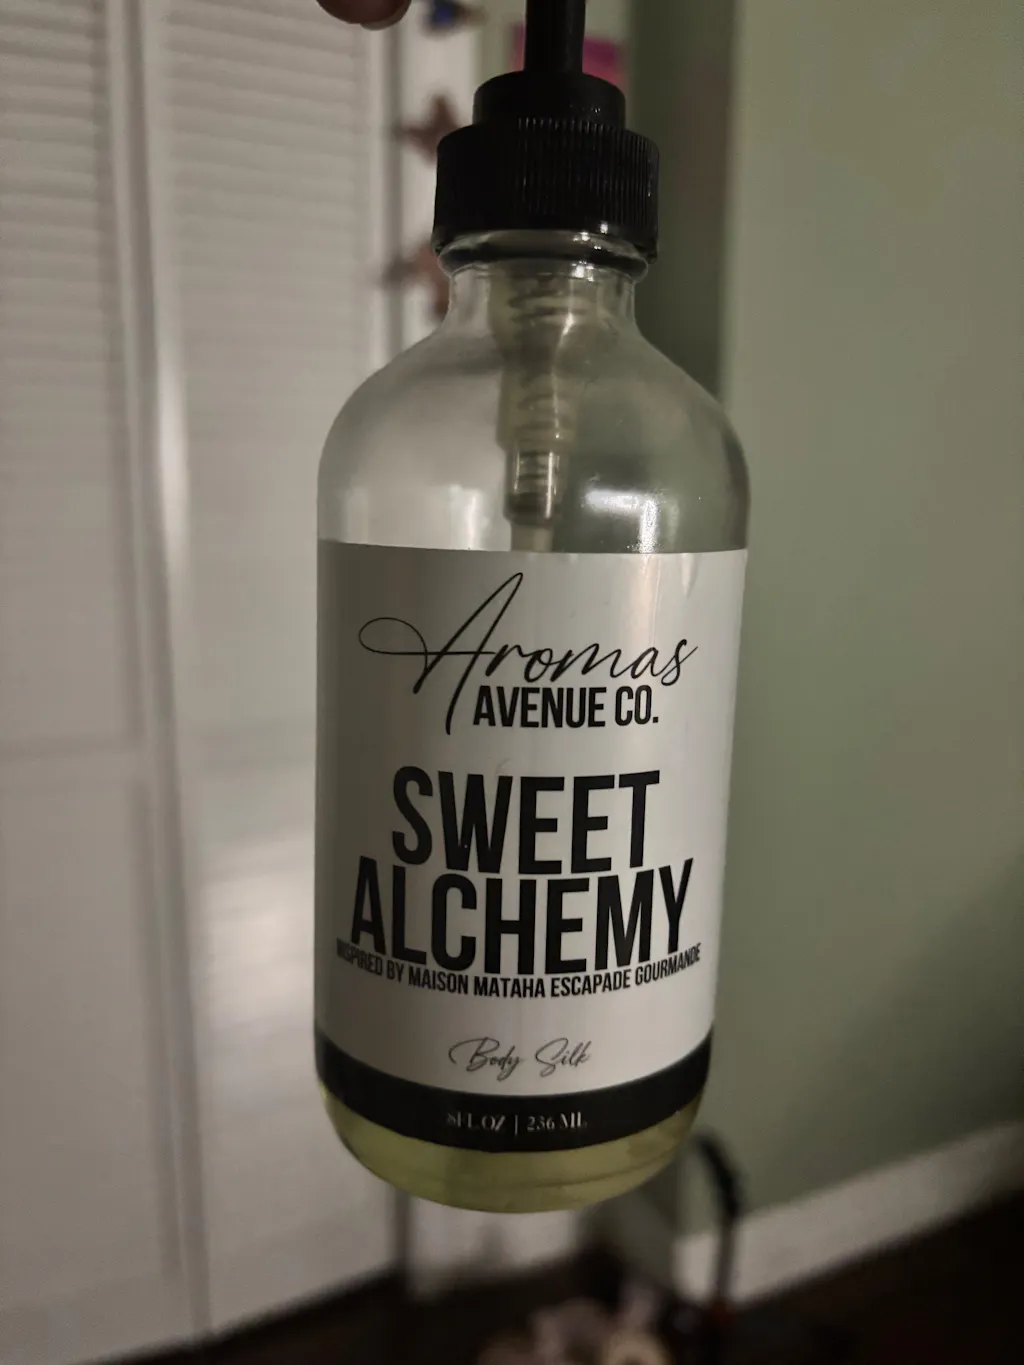 Aromas
AVENUE CO.
SWEET
ALCHEMY
INSPIRED BY MAISON MATAHA ESCAPADE GOURMANDE
Body Silk
8FL.OZ | 236 ML